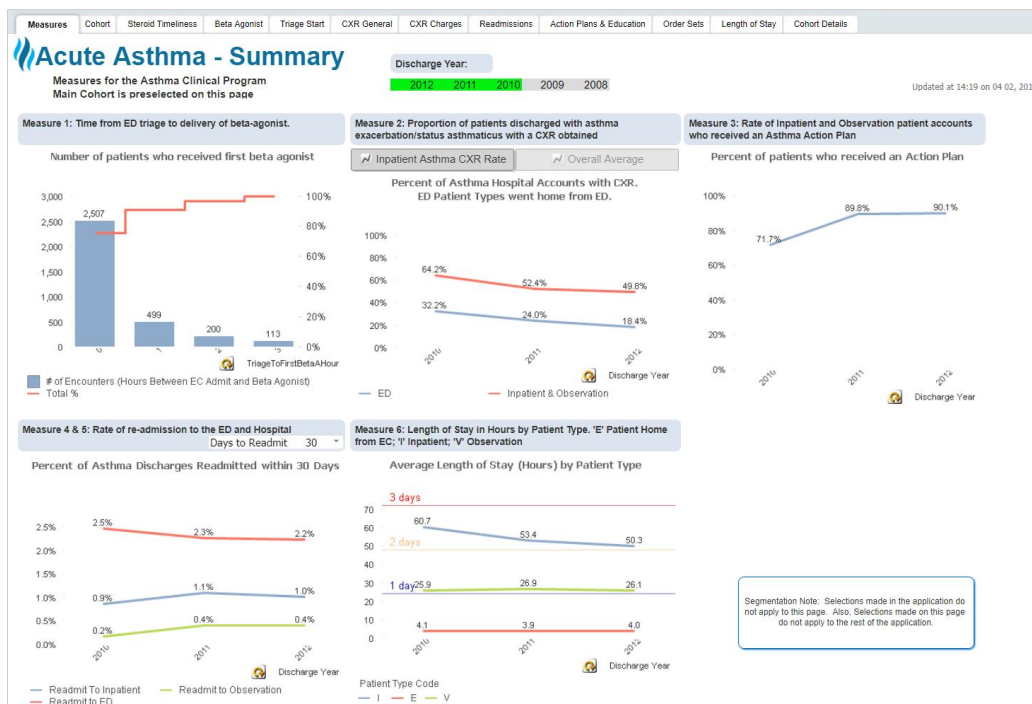 Measures Cohort Steroid Timeliness Beta Agonist Triage Start CXR General CXR Charges Readmissions Action Plans & Education Order Sets Length of Stay Cohort Details
Acute Asthma - Summary
Measures for the Asthma Clinical Program
Main Cohort is preselected on this page
Discharge Year:
2012 2011 2010 2009 2008
Updated at 14:19 on 04 02, 201
Measure 1: Time from ED triage to delivery of beta-agonist.
Number of patients who received first beta agonist
3,000
2,500
2,000
1,500
1,000
500
0
100%
80%
60%
40%
20%
0%
2,507
499
200
113
0 1 2 3
TriageToFirstBetaAHour
# of Encounters (Hours Between EC Admit and Beta Agonist)
Total %
Measure 2: Proportion of patients discharged with asthma
exacerbation/status asthmaticus with a CXR obtained
Inpatient Asthma CXR Rate Overall Average
Percent of Asthma Hospital Accounts with CXR.
ED Patient Types went home from ED.
100%
80%
60%
40%
20%
0%
64.2% 52.4% 49.8%
32.2% 24.0% 18.4%
2010 2011 2012
Discharge Year
ED Inpatient & Observation
Measure 3: Rate of Inpatient and Observation patient accounts
who received an Asthma Action Plan
Percent of patients who received an Action Plan
100%
80%
60%
40%
20%
0%
71.7% 89.8% 90.1%
2010 2011 2012
Discharge Year
Measure 4 & 5: Rate of re-admission to the ED and Hospital
Days to Readmit 30
Percent of Asthma Discharges Readmitted within 30 Days
2.5%
2.0%
1.5%
1.0%
0.5%
0.0%
2.5% 2.3% 2.2%
0.9% 1.1% 1.0%
0.2% 0.4% 0.4%
2010 2011 2012
Discharge Year
Readmit To Inpatient Readmit to Observation
Readmit to ED
Measure 6: Length of Stay in Hours by Patient Type. 'E' Patient Home
from EC; 'I' Inpatient; 'V' Observation
Average Length of Stay (Hours) by Patient Type
70
60
50
40
30
20
10
0
3 days
2 days
1 day
60.7 53.4 50.3
25.9 26.9 26.1
4.1 3.9 4.0
2010 2011 2012
Discharge Year
Patient Type Code
I E V
Segmentation Note: Selections made in the application do
not apply to this page. Also, Selections made on this page
do not apply to the rest of the application.